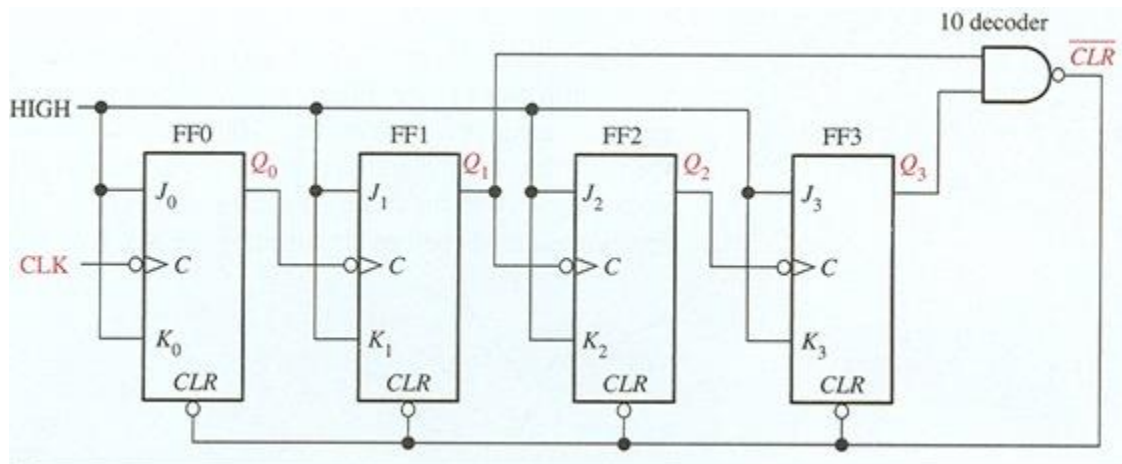 10 decoder
CLR
HIGH
FF0 FF1 FF2 FF3
Q0 Q1 Q2 Q3
J0 J1 J2 J3
CLK C C C C
K0 K1 K2 K3
CLR CLR CLR CLR